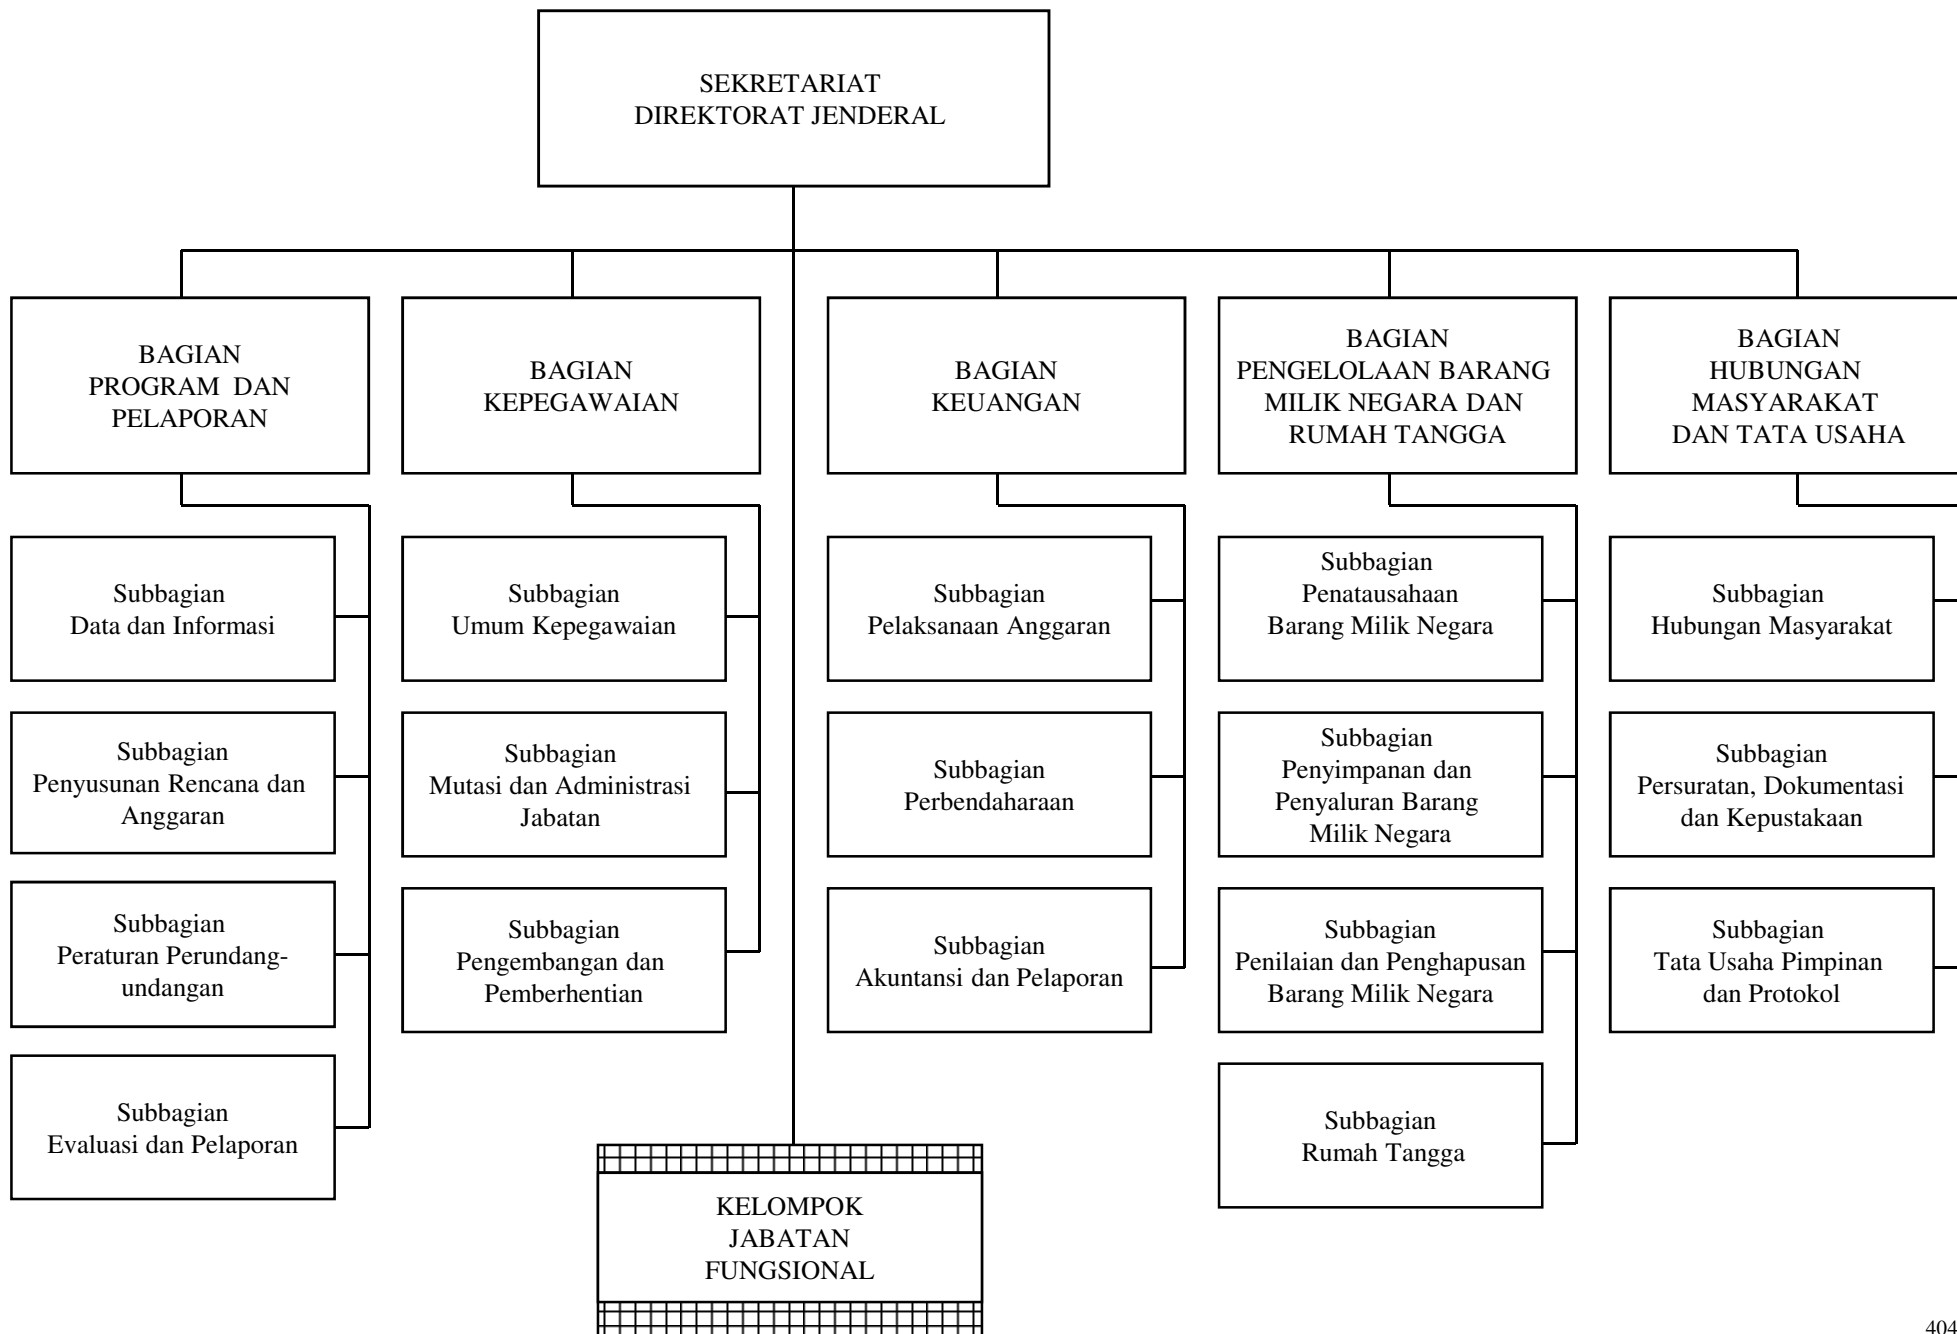 SEKRETARIAT
DIREKTORAT JENDERAL
BAGIAN
PROGRAM DAN
PELAPORAN
BAGIAN
KEPEGAWAIAN
BAGIAN
KEUANGAN
BAGIAN
PENGELOLAAN BARANG
MILIK NEGARA DAN
RUMAH TANGGA
BAGIAN
HUBUNGAN
MASYARAKAT
DAN TATA USAHA
Subbagian
Data dan Informasi
Subbagian
Umum Kepegawaian
Subbagian
Pelaksanaan Anggaran
Subbagian
Penatausahaan
Barang Milik Negara
Subbagian
Hubungan Masyarakat
Subbagian
Penyusunan Rencana dan
Anggaran
Subbagian
Mutasi dan Administrasi
Jabatan
Subbagian
Perbendaharaan
Subbagian
Penyimpanan dan
Penyaluran Barang
Milik Negara
Subbagian
Persuratan, Dokumentasi
dan Kepustakaan
Subbagian
Peraturan Perundang-
undangan
Subbagian
Pengembangan dan
Pemberhentian
Subbagian
Akuntansi dan Pelaporan
Subbagian
Penilaian dan Penghapusan
Barang Milik Negara
Subbagian
Tata Usaha Pimpinan
dan Protokol
Subbagian
Evaluasi dan Pelaporan
Subbagian
Rumah Tangga
KELOMPOK
JABATAN
FUNGSIONAL
404